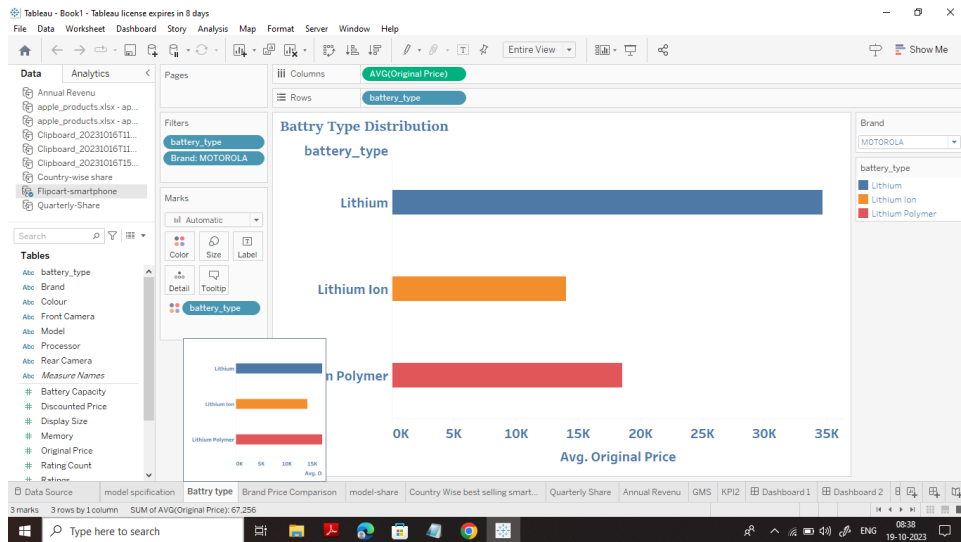 Tableau - Book1 - Tableau license expires in 8 days
File Data Worksheet Dashboard Story Analysis Map Format Server Window Help
Entire View
Show Me
Data Analytics
Annual Revenu
apple_products.xlsx - ap...
apple_products.xlsx - ap...
Clipboard_20231016T11...
Clipboard_20231016T11...
Clipboard_20231016T15...
Country-wise share
Flipcart-smartphone
Quarterly-Share
Search
Tables
Abc battery_type
Abc Brand
Abc Colour
Abc Front Camera
Abc Model
Abc Processor
Abc Rear Camera
Abc Measure Names
# Battery Capacity
# Discounted Price
# Display Size
# Memory
# Original Price
# Rating Count
# Ratings
Pages
Filters
battery_type
Brand: MOTOROLA
Marks
Automatic
Color Size Label
Detail Tooltip
battery_type
Columns AVG(Original Price)
Rows battery_type
Battry Type Distribution
battery_type
Lithium
Lithium Ion
n Polymer
0K 5K 10K 15K 20K 25K 30K 35K
Avg. Original Price
Lithium
Lithium Ion
Lithium Polymer
0K 5K 10K 15K
Avg. O
Brand
MOTOROLA
battery_type
Lithium
Lithium Ion
Lithium Polymer
Data Source model spcification Battry type Brand Price Comparison model-share Country Wise best selling smart... Quarterly Share Annual Revenu GMS KPI2 Dashboard 1 Dashboard 2
3 marks 3 rows by 1 column SUM of AVG(Original Price): 67,256
Type here to search
ENG
08:38
19-10-2023